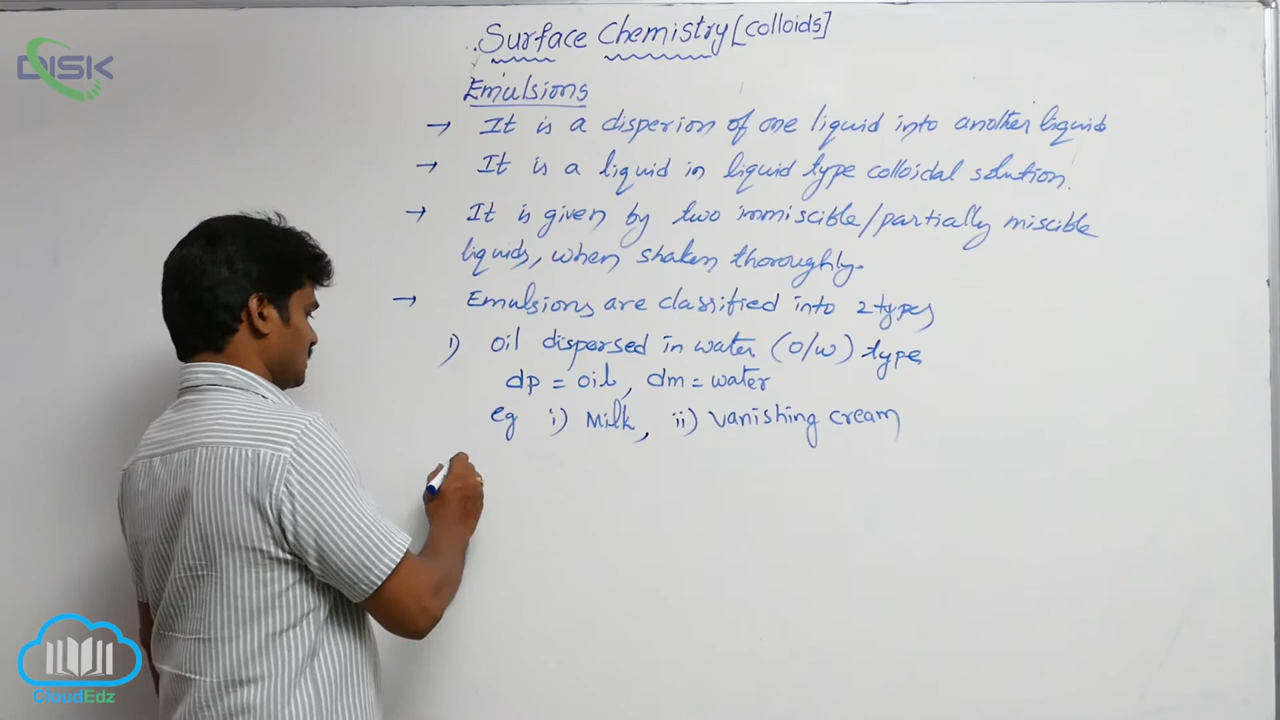 DISK
Surface Chemistry [colloids]
Emulsions
→ It is a disperion of one liquid into another liquid
→ It is a liquid in liquid type colloidal solution.
→ It is given by two immiscible/partially miscible
liquids, when shaken thoroughly.
→ Emulsions are classified into 2 types
i) oil dispersed in water (O/W) type
dp = oil, dm = water
eg i) Milk, ii) Vanishing cream
CloudEdz